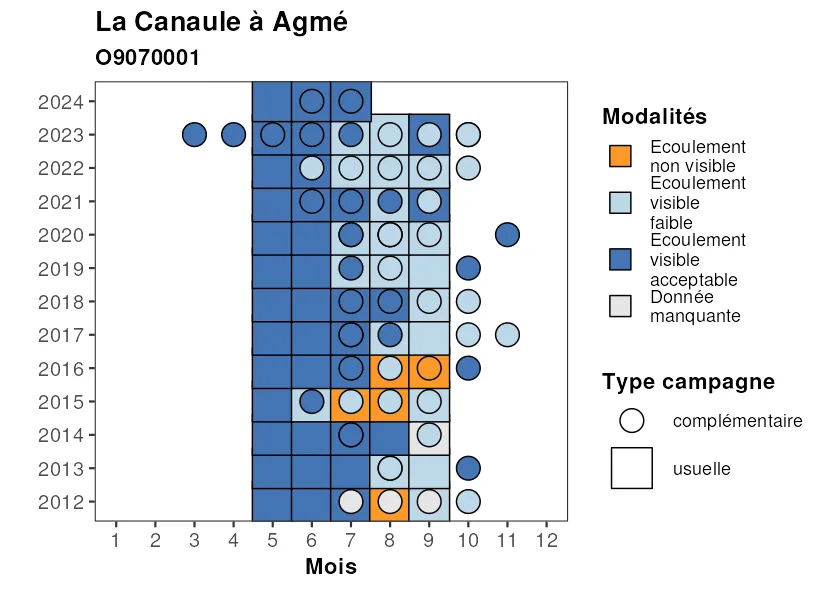 La Canaule à Agmé
O9070001
2024
2023
2022
2021
2020
2019
2018
2017
2016
2015
2014
2013
2012
1 2 3 4 5 6 7 8 9 10 11 12
Mois
Modalités
Ecoulement
non visible
Ecoulement
visible
faible
Ecoulement
visible
acceptable
Donnée
manquante
Type campagne
complémentaire
usuelle